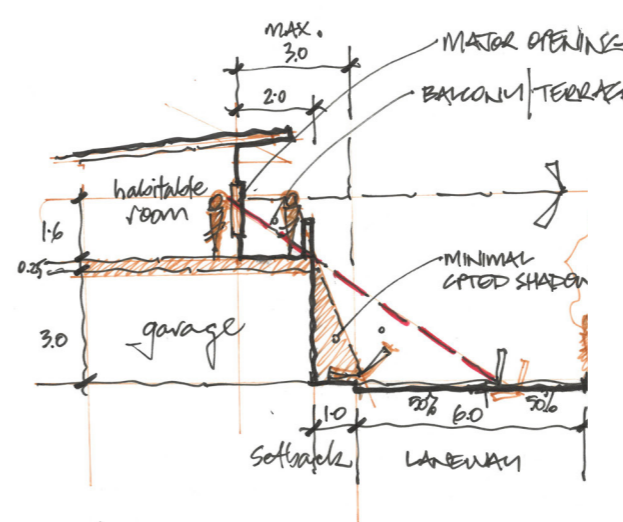 MAX.
3.0
MAJOR OPENING
2.0
BALCONY/TERRACE
habitable
room
1.6
0.25
MINIMAL
CPTED SHADOW
3.0
garage
1.0
50%
6.0
50%
Setback
LANEWAY